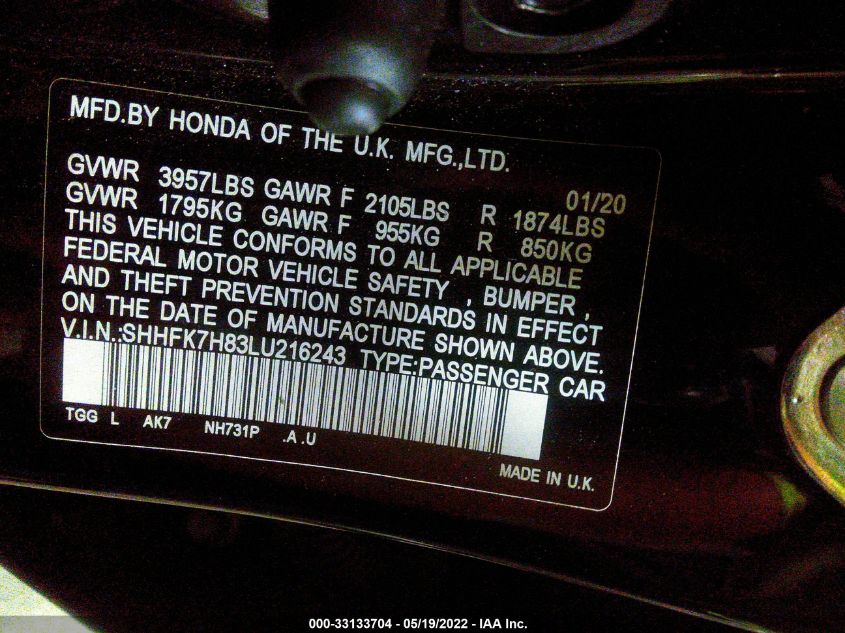 MFD.BY HONDA OF THE U.K. MFG.,LTD.
01/20
GVWR 3957LBS GAWR F 2105LBS R 1874LBS
GVWR 1795KG GAWR F 955KG R 850KG
THIS VEHICLE CONFORMS TO ALL APPLICABLE
FEDERAL MOTOR VEHICLE SAFETY , BUMPER ,
AND THEFT PREVENTION STANDARDS IN EFFECT
ON THE DATE OF MANUFACTURE SHOWN ABOVE.
V.I.N.:SHHFK7H83LU216243 TYPE:PASSENGER CAR
TGG L AK7 NH731P .A .U
MADE IN U.K.
000-33133704 - 05/19/2022 - IAA Inc.